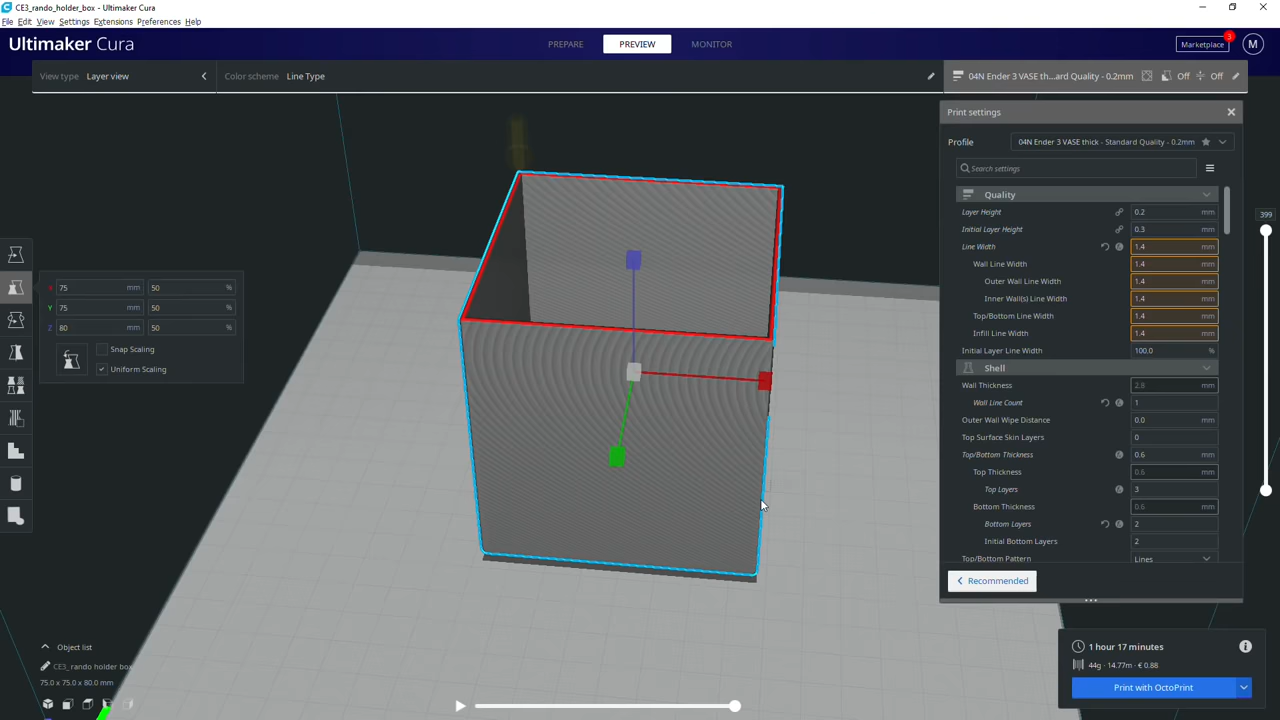 CE3_rando_holder_box - Ultimaker Cura
File Edit View Settings Extensions Preferences Help
Ultimaker Cura
PREPARE
PREVIEW
MONITOR
Marketplace
3
M
View type Layer view
Color scheme Line Type
04N Ender 3 VASE th...ard Quality - 0.2mm
Off
Off
Print settings
Profile 04N Ender 3 VASE thick - Standard Quality - 0.2mm
Search settings
Quality
Layer Height 0.2 mm
Initial Layer Height 0.3 mm
Line Width 1.4 mm
Wall Line Width 1.4 mm
Outer Wall Line Width 1.4 mm
Inner Wall(s) Line Width 1.4 mm
Top/Bottom Line Width 1.4 mm
Infill Line Width 1.4 mm
Initial Layer Line Width 100.0 %
Shell
Wall Thickness 2.8 mm
Wall Line Count 1
Outer Wall Wipe Distance 0.0 mm
Top Surface Skin Layers 0
Top/Bottom Thickness 0.6 mm
Top Thickness 0.6 mm
Top Layers 3
Bottom Thickness 0.6 mm
Bottom Layers 2
Initial Bottom Layers 2
Top/Bottom Pattern Lines
Recommended
399
X 75 mm 50 %
Y 75 mm 50 %
Z 80 mm 50 %
Snap Scaling
Uniform Scaling
Object list
CE3_rando holder box
75.0 x 75.0 x 80.0 mm
1 hour 17 minutes
44g · 14.77m · € 0.88
Print with OctoPrint